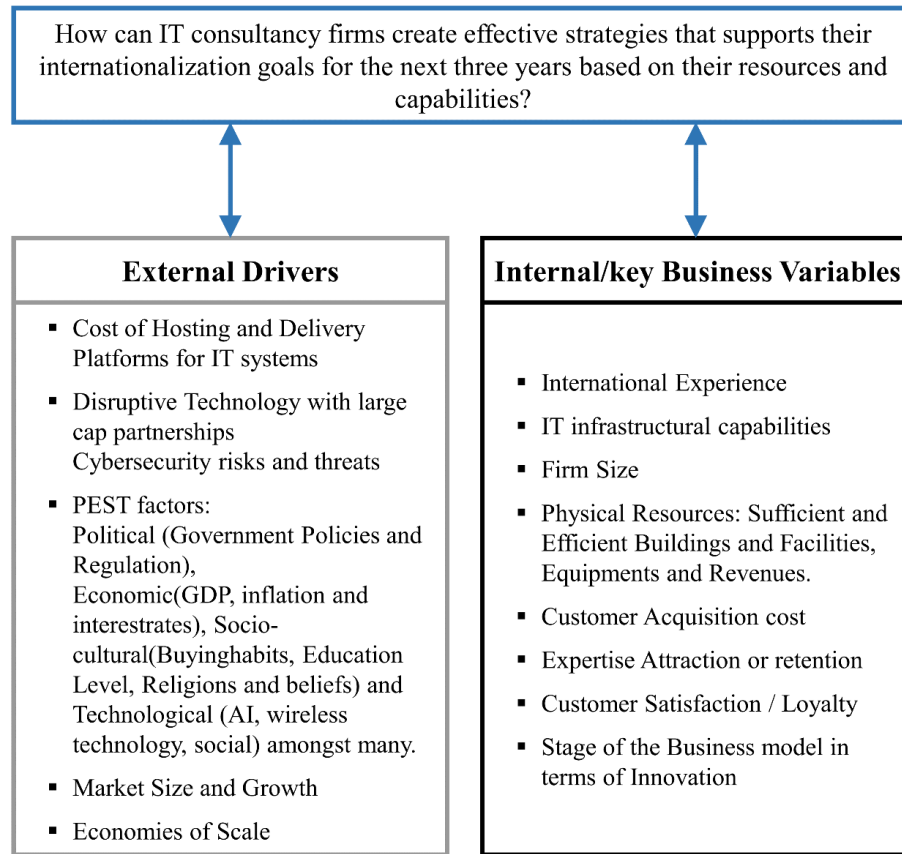 How can IT consultancy firms create effective strategies that supports their
internationalization goals for the next three years based on their resources and
capabilities?
External Drivers
▪ Cost of Hosting and Delivery
Platforms for IT systems
▪ Disruptive Technology with large
cap partnerships
Cybersecurity risks and threats
▪ PEST factors:
Political (Government Policies and
Regulation),
Economic(GDP, inflation and
interestrates), Socio-
cultural(Buyinghabits, Education
Level, Religions and beliefs) and
Technological (AI, wireless
technology, social) amongst many.
▪ Market Size and Growth
▪ Economies of Scale
Internal/key Business Variables
▪ International Experience
▪ IT infrastructural capabilities
▪ Firm Size
▪ Physical Resources: Sufficient and
Efficient Buildings and Facilities,
Equipments and Revenues.
▪ Customer Acquisition cost
▪ Expertise Attraction or retention
▪ Customer Satisfaction / Loyalty
▪ Stage of the Business model in
terms of Innovation